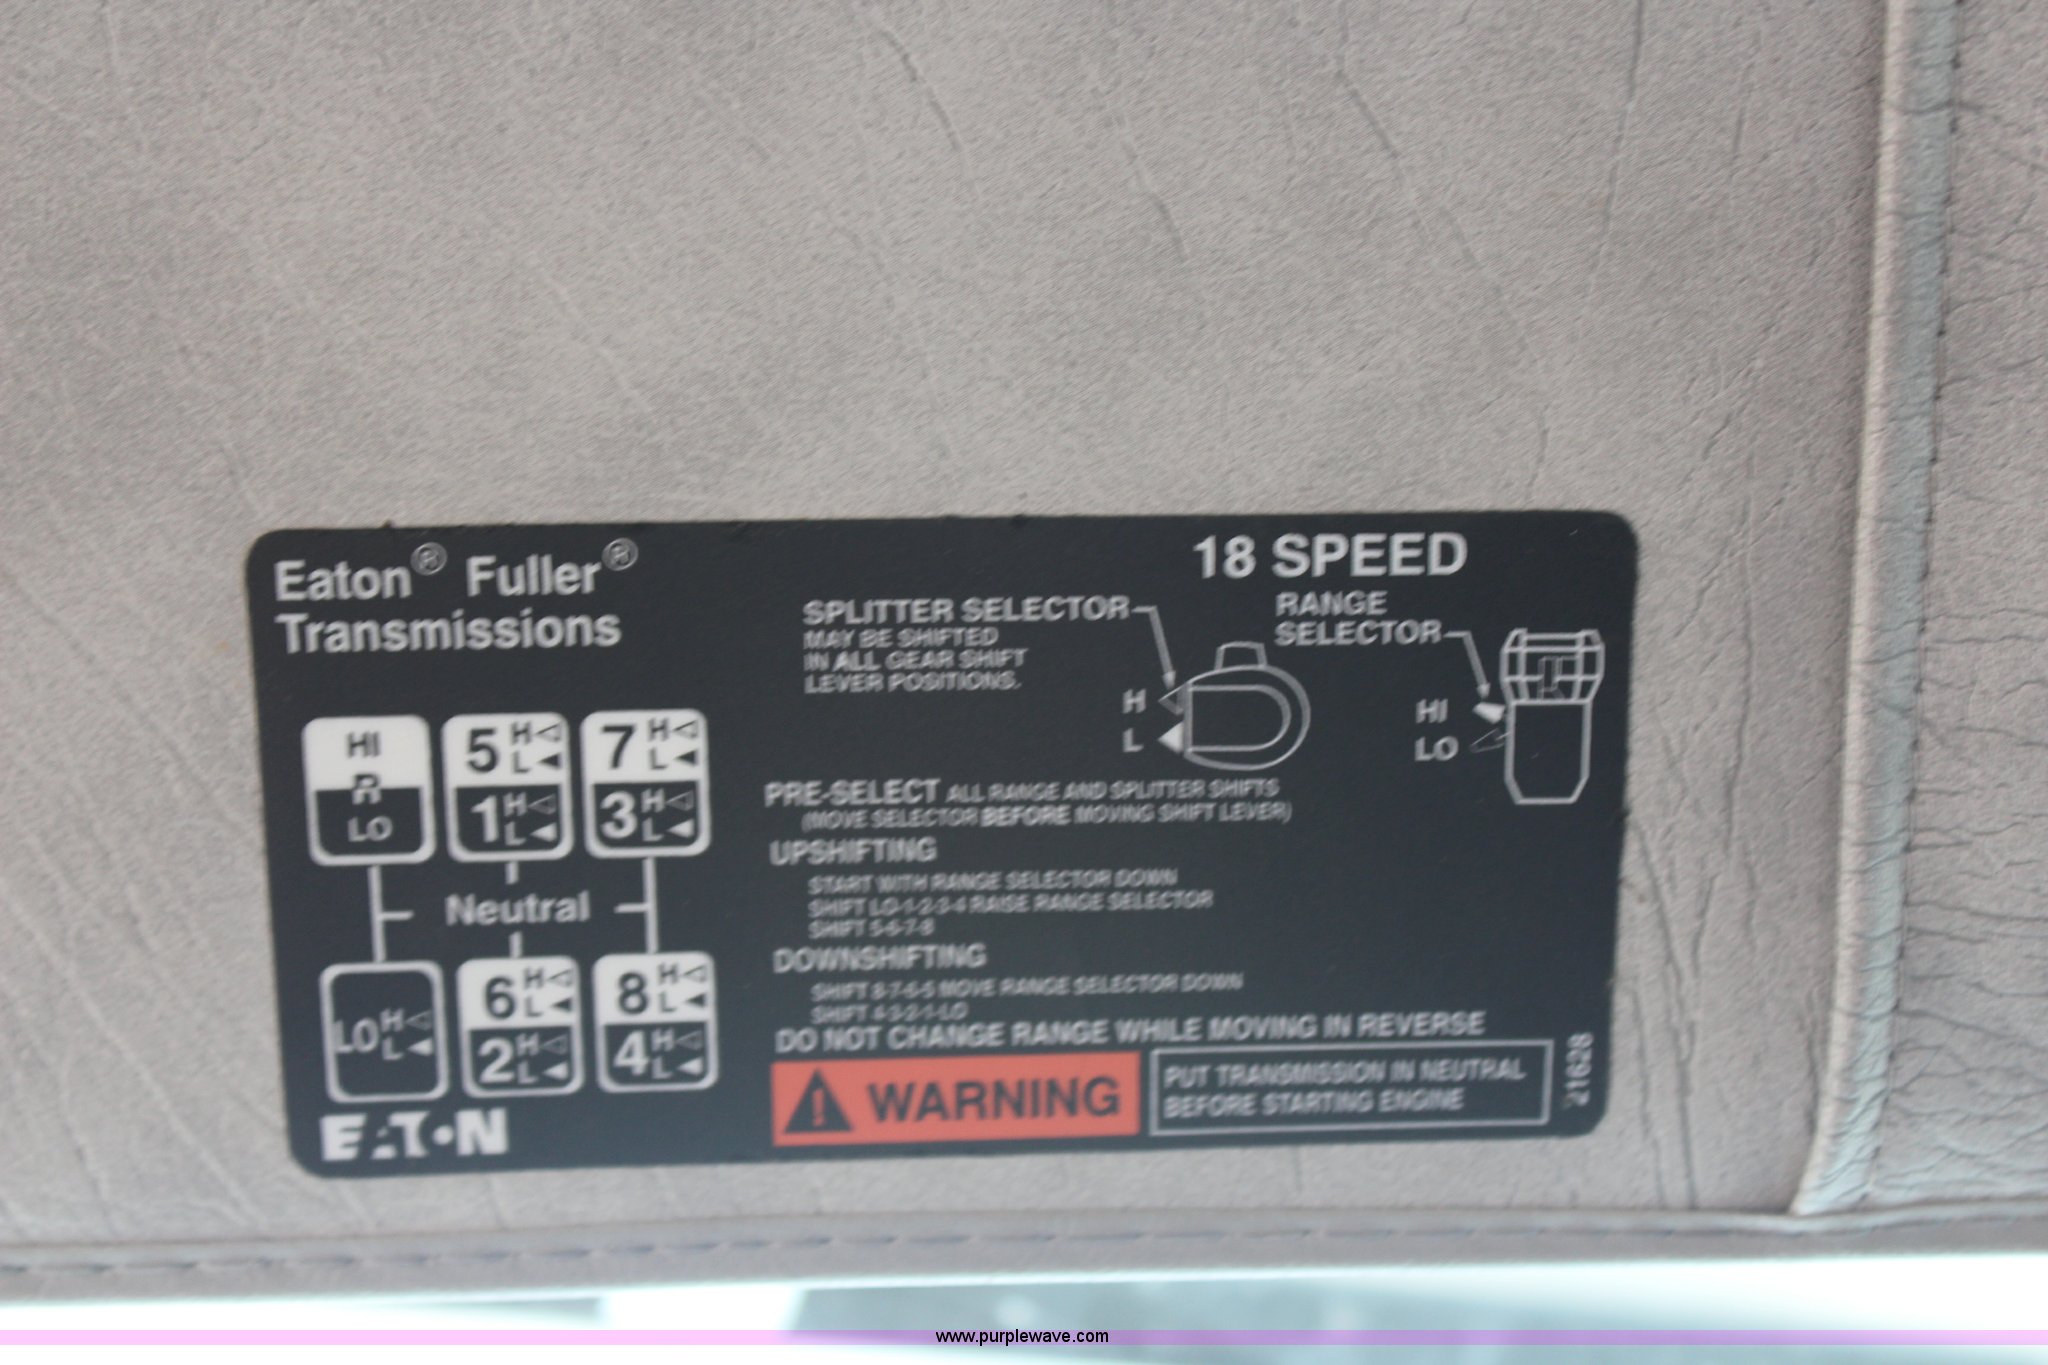 Eaton® Fuller®
Transmissions
18 SPEED
SPLITTER SELECTOR
MAY BE SHIFTED
IN ALL GEAR SHIFT
LEVER POSITIONS.
H
L
RANGE
SELECTOR
HI
LO
HI
R
LO
5 H L
1 H L
7 H L
3 H L
Neutral
LO H L
6 H L
2 H L
8 H L
4 H L
EATON
PRE-SELECT ALL RANGE AND SPLITTER SHIFTS
(MOVE SELECTOR BEFORE MOVING SHIFT LEVER)
UPSHIFTING
START WITH RANGE SELECTOR DOWN
SHIFT LO-1-2-3-4 RAISE RANGE SELECTOR
SHIFT 5-6-7-8
DOWNSHIFTING
SHIFT 8-7-6-5 MOVE RANGE SELECTOR DOWN
SHIFT 4-3-2-1-LO
DO NOT CHANGE RANGE WHILE MOVING IN REVERSE
WARNING
PUT TRANSMISSION IN NEUTRAL
BEFORE STARTING ENGINE
21628
www.purplewave.com